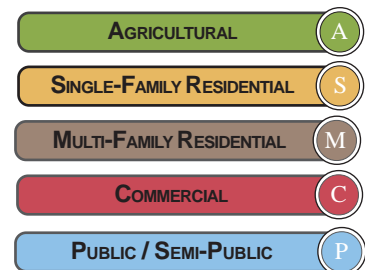 AGRICULTURAL A
SINGLE-FAMILY RESIDENTIAL S
MULTI-FAMILY RESIDENTIAL M
COMMERCIAL C
PUBLIC / SEMI-PUBLIC P